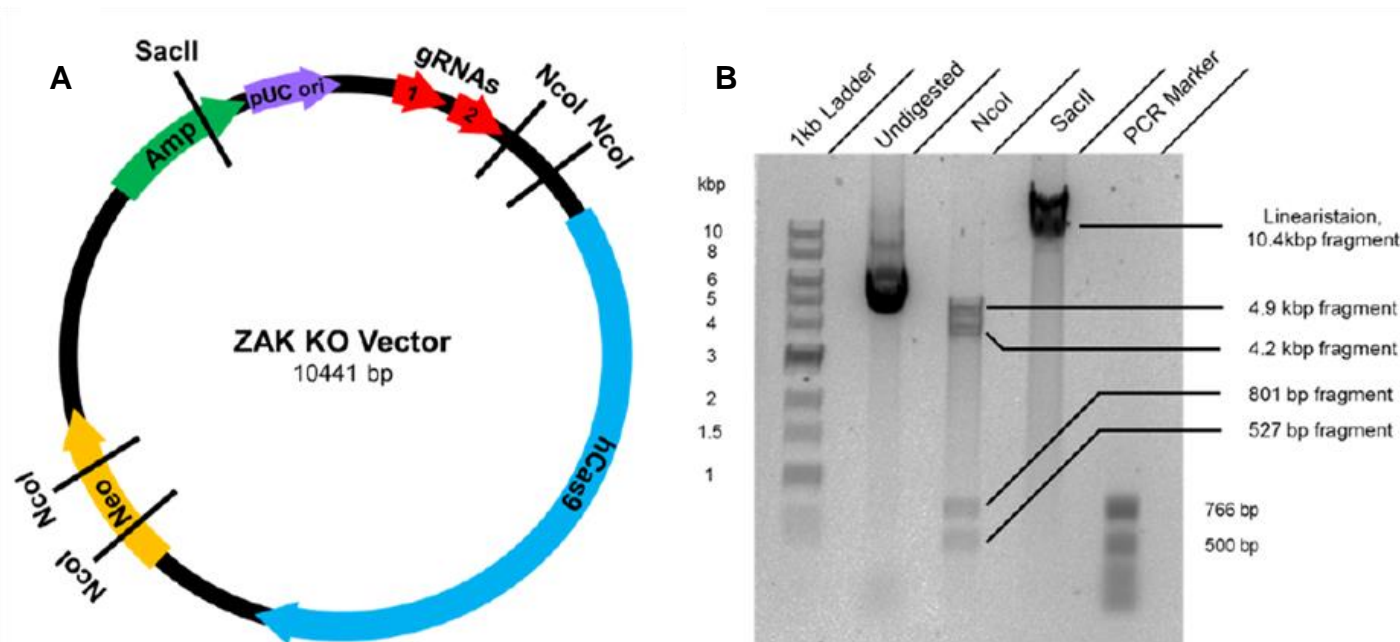 A
SacII
pUC ori
Amp
gRNAs
1
2
NcoI
NcoI
ZAK KO Vector
10441 bp
hCas9
Neo
NcoI
NcoI
B
1kb Ladder
Undigested
NcoI
SacII
PCR Marker
kbp
10
8
6
5
4
3
2
1.5
1
Linearistaion,
10.4kbp fragment
4.9 kbp fragment
4.2 kbp fragment
801 bp fragment
527 bp fragment
766 bp
500 bp